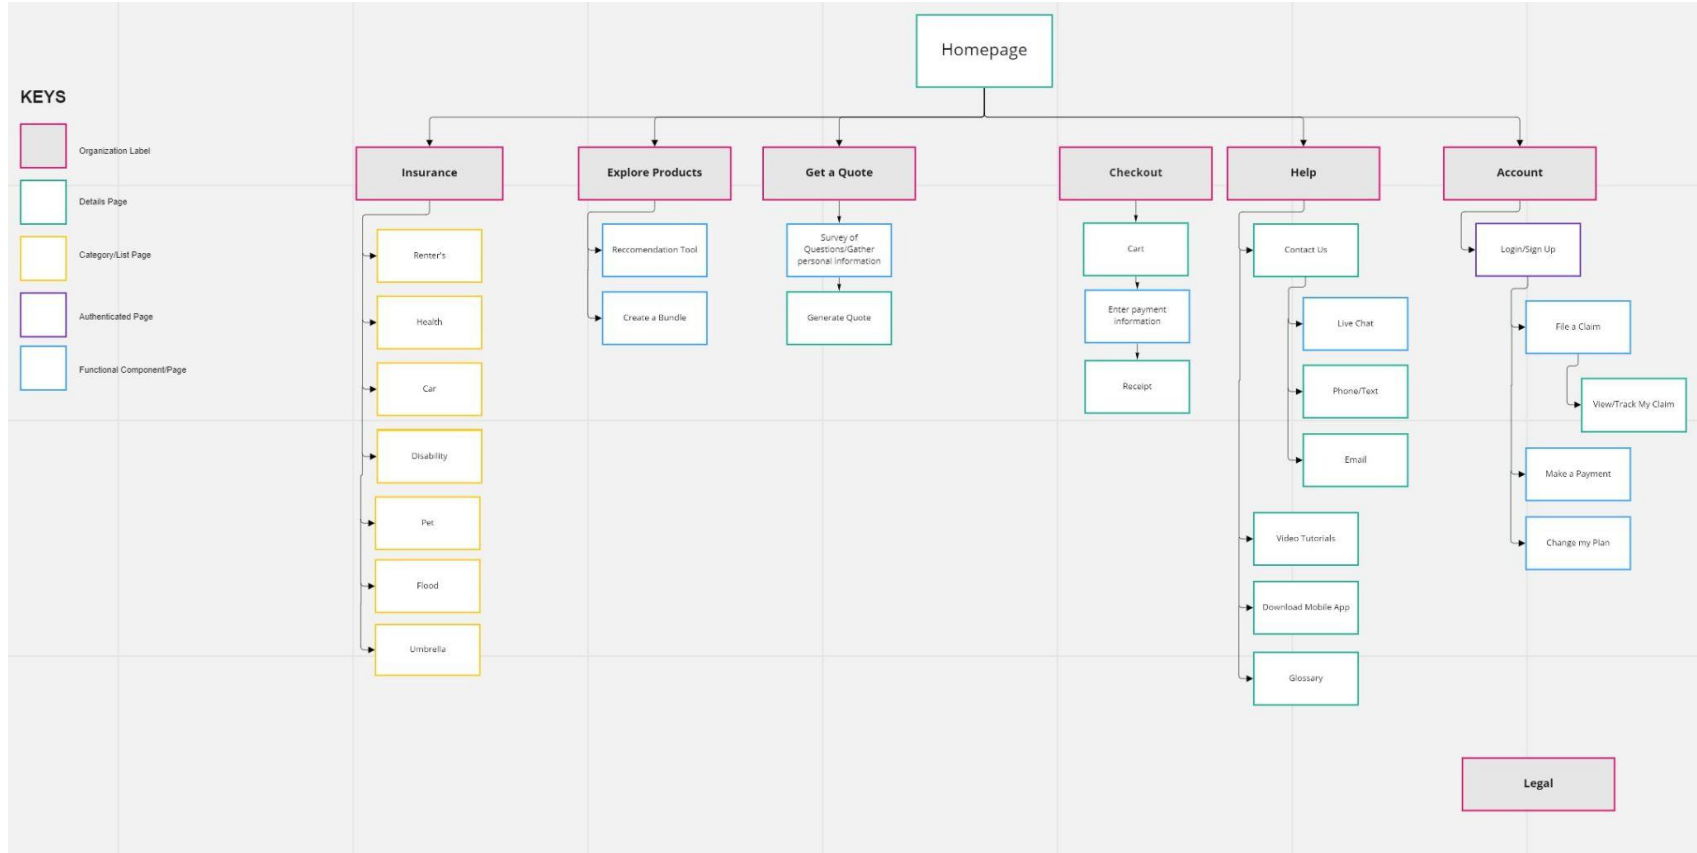 Homepage
KEYS
Organization Label
Details Page
Category/List Page
Authenticated Page
Functional Component/Page
Insurance
Renter's
Health
Car
Disability
Pet
Flood
Umbrella
Explore Products
Reccomendation Tool
Create a Bundle
Get a Quote
Survey of
Questions/Gather
personal information
Generate Quote
Checkout
Cart
Enter payment
information
Receipt
Help
Contact Us
Live Chat
Phone/Text
Email
Video Tutorials
Download Mobile App
Glossary
Account
Login/Sign Up
File a Claim
View/Track My Claim
Make a Payment
Change my Plan
Legal